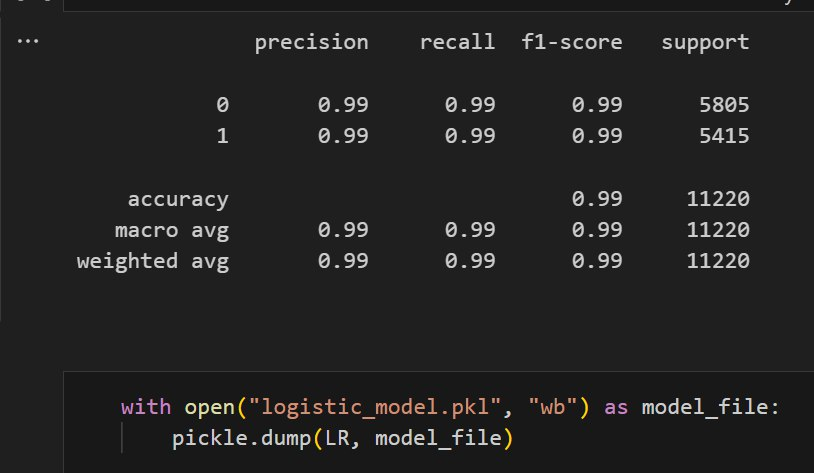 precision recall f1-score support
0 0.99 0.99 0.99 5805
1 0.99 0.99 0.99 5415
accuracy 0.99 11220
macro avg 0.99 0.99 0.99 11220
weighted avg 0.99 0.99 0.99 11220
with open("logistic_model.pkl", "wb") as model_file:
    pickle.dump(LR, model_file)